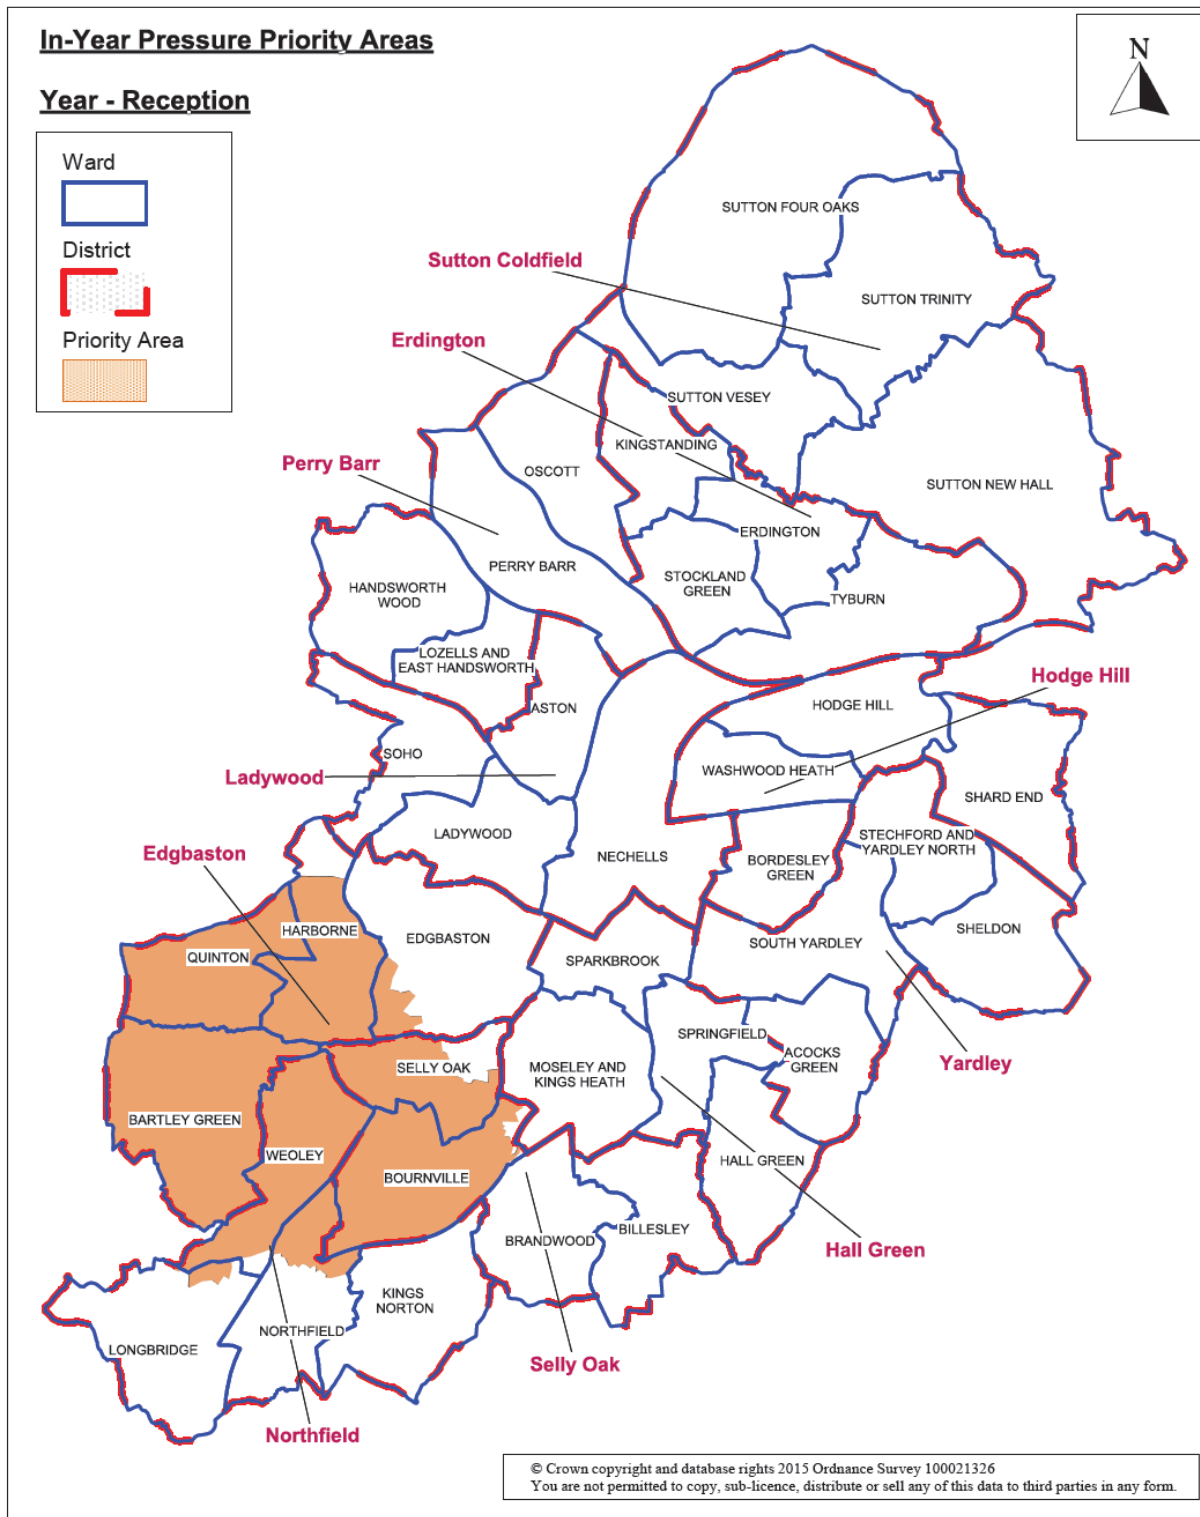 In-Year Pressure Priority Areas
Year - Reception
N
Ward
District
Priority Area
SUTTON FOUR OAKS
Sutton Coldfield
SUTTON TRINITY
Erdington
SUTTON VESEY
KINGSTANDING
Perry Barr
OSCOTT
SUTTON NEW HALL
ERDINGTON
PERRY BARR
HANDSWORTH
WOOD
STOCKLAND
GREEN
TYBURN
LOZELLS AND
EAST HANDSWORTH
Hodge Hill
ASTON
HODGE HILL
SOHO
Ladywood
WASHWOOD HEATH
SHARD END
LADYWOOD
STECHFORD AND
YARDLEY NORTH
Edgbaston
NECHELLS
BORDESLEY
GREEN
HARBORNE
EDGBASTON
QUINTON
SPARKBROOK
SOUTH YARDLEY
SHELDON
SPRINGFIELD
ACOCKS
GREEN
Yardley
SELLY OAK
MOSELEY AND
KINGS HEATH
BARTLEY GREEN
WEOLEY
BOURNVILLE
HALL GREEN
BRANDWOOD
BILLESLEY
Hall Green
KINGS
NORTON
NORTHFIELD
LONGBRIDGE
Selly Oak
Northfield
© Crown copyright and database rights 2015 Ordnance Survey 100021326
You are not permitted to copy, sub-licence, distribute or sell any of this data to third parties in any form.